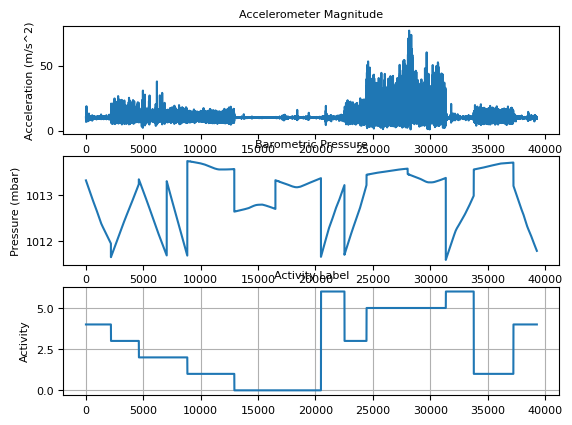 Accelerometer Magnitude
Acceleration (m/s^2)
50
0
0 5000 10000 15000 20000 25000 30000 35000 40000
Barometric Pressure
Pressure (mbar)
1013
1012
0 5000 10000 15000 20000 25000 30000 35000 40000
Activity Label
Activity
5.0
2.5
0.0
0 5000 10000 15000 20000 25000 30000 35000 40000